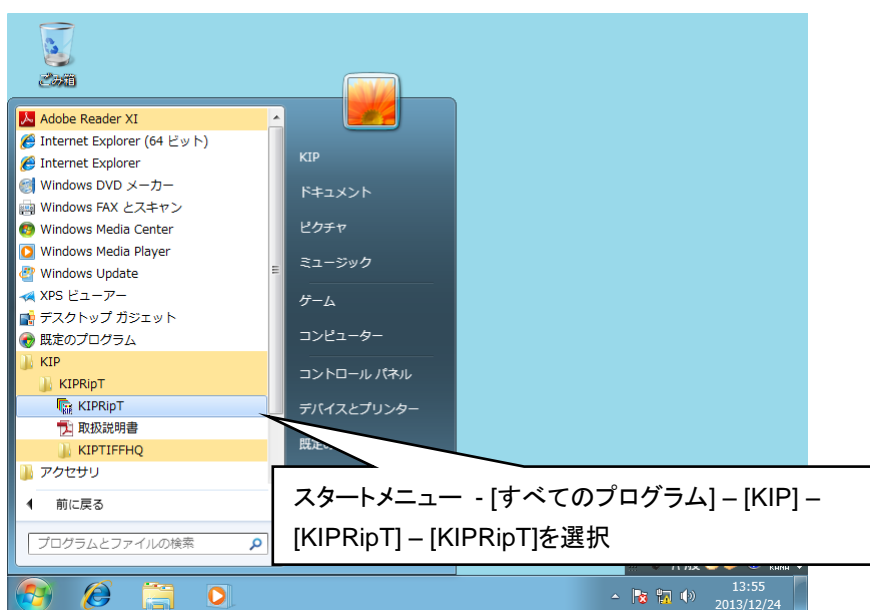 ごみ箱
Adobe Reader XI
Internet Explorer (64 ビット)
Internet Explorer
Windows DVD メーカー
Windows FAX とスキャン
Windows Media Center
Windows Media Player
Windows Update
XPS ビューアー
デスクトップ ガジェット
既定のプログラム
KIP
KIPRipT
KIPRipT
取扱説明書
KIPTIFFHQ
アクセサリ
前に戻る
プログラムとファイルの検索
KIP
ドキュメント
ピクチャ
ミュージック
ゲーム
コンピューター
コントロール パネル
デバイスとプリンター
既定の
スタートメニュー - [すべてのプログラム] – [KIP] –
[KIPRipT] – [KIPRipT]を選択
13:55
2013/12/24